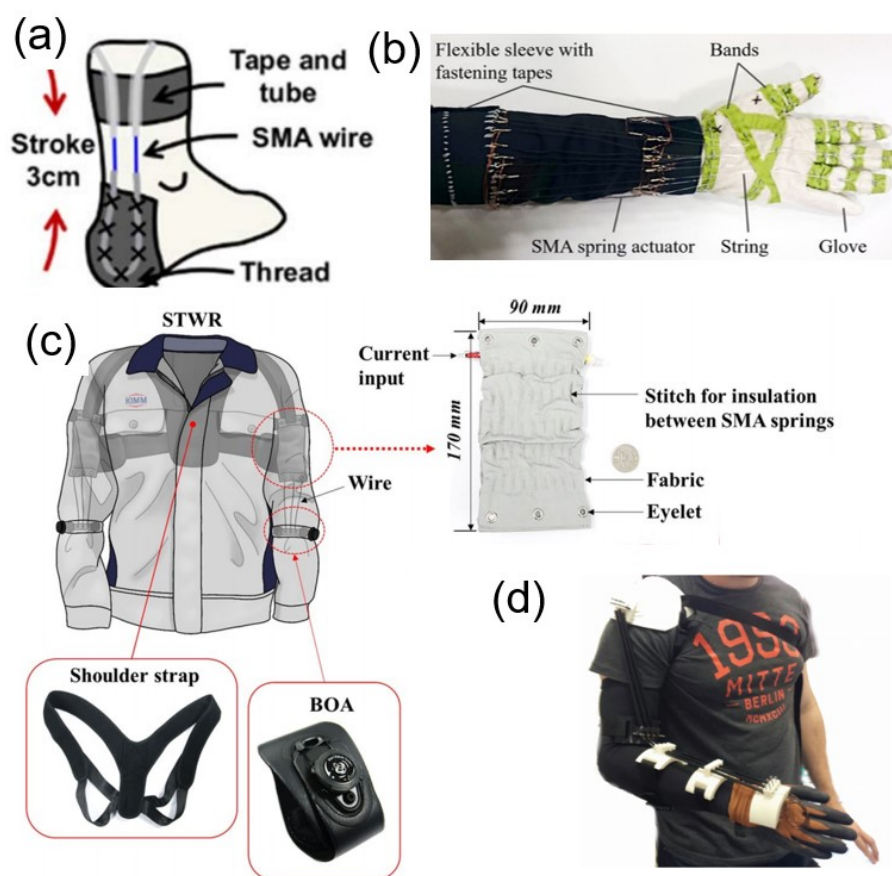 (a)
Tape and
tube
SMA wire
Stroke
3cm
Thread
(b)
Flexible sleeve with
fastening tapes
Bands
SMA spring actuator
String
Glove
(c)
STWR
KIMM
Wire
Shoulder strap
BOA
90 mm
170 mm
Current
input
Stitch for insulation
between SMA springs
Fabric
Eyelet
(d)
MITTE
BERLIN